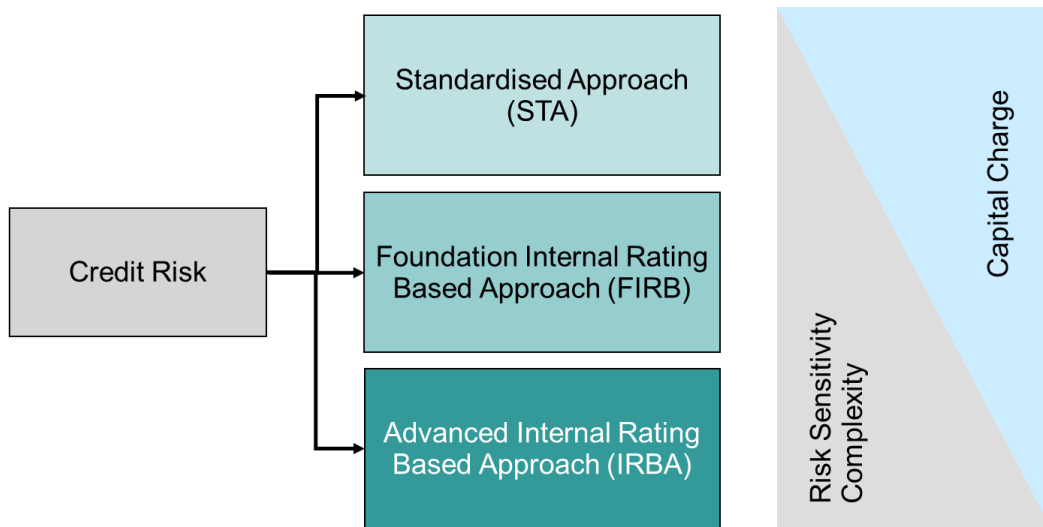 Credit Risk
Standardised Approach
(STA)
Foundation Internal Rating
Based Approach (FIRB)
Advanced Internal Rating
Based Approach (IRBA)
Risk Sensitivity
Complexity
Capital Charge